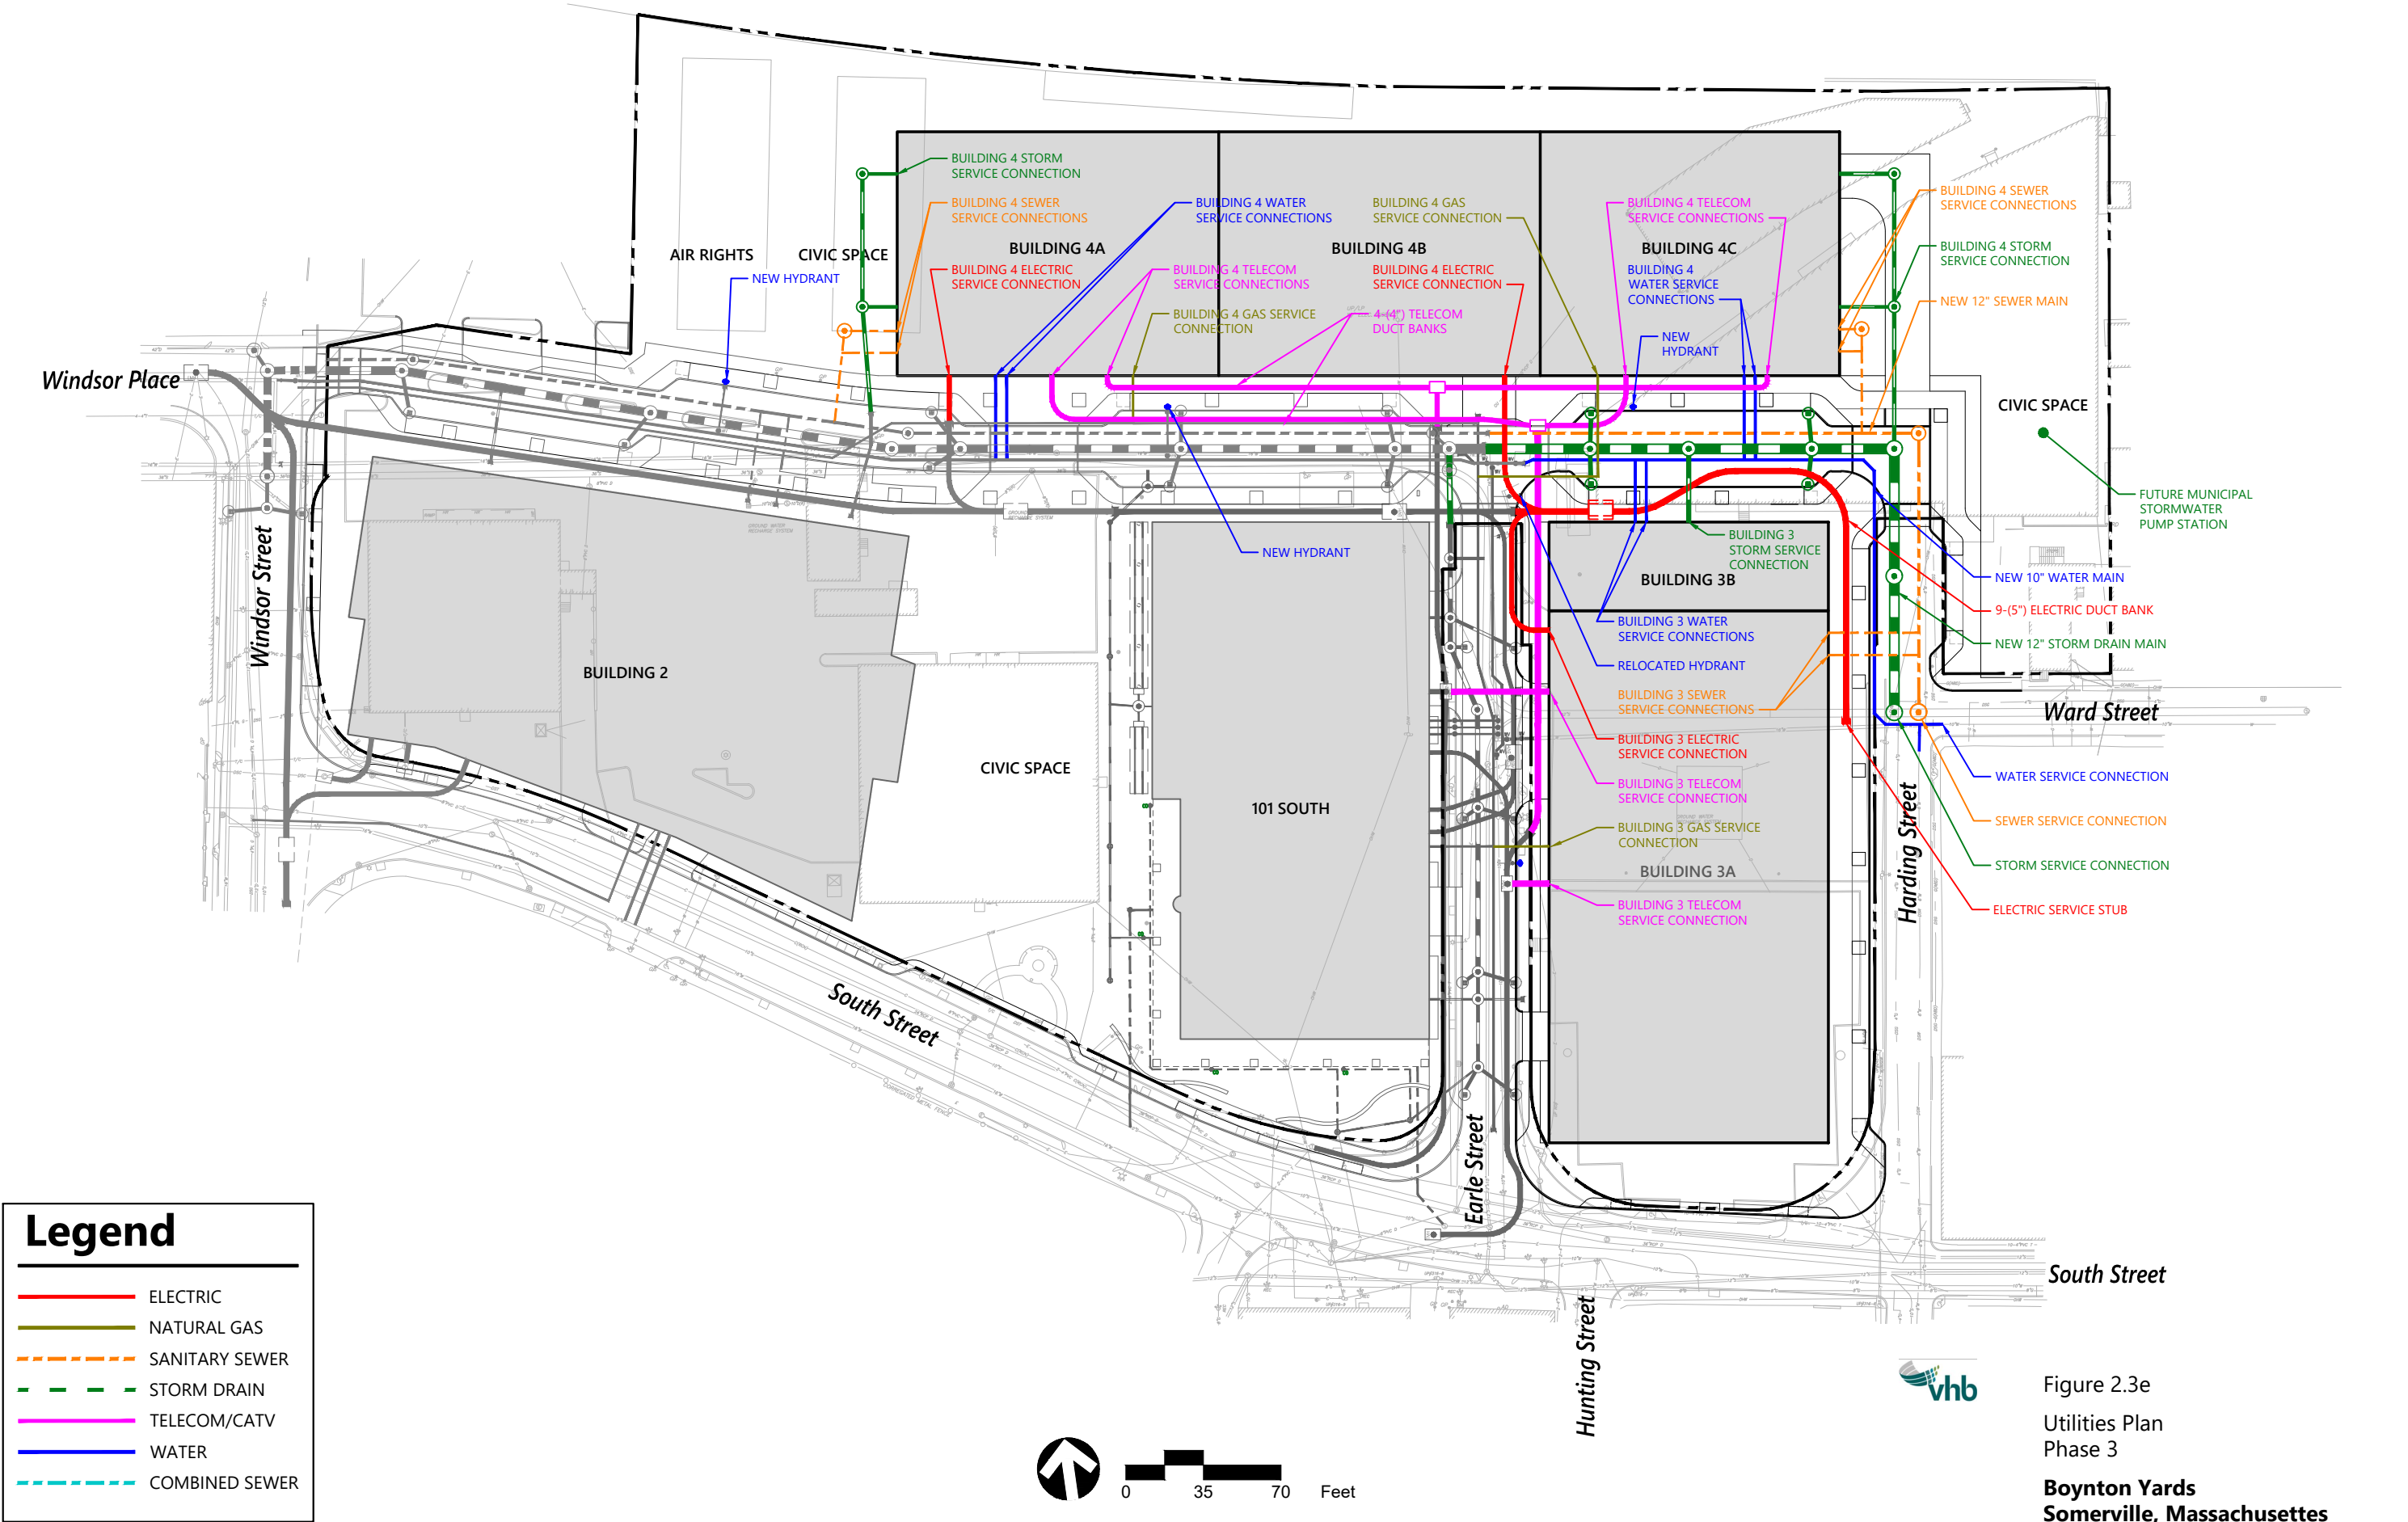 BUILDING 4 STORM
SERVICE CONNECTION
BUILDING 4 SEWER
SERVICE CONNECTIONS
BUILDING 4 WATER
SERVICE CONNECTIONS
BUILDING 4 GAS
SERVICE CONNECTION
BUILDING 4 TELECOM
SERVICE CONNECTIONS
BUILDING 4 SEWER
SERVICE CONNECTIONS
AIR RIGHTS
CIVIC SPACE
BUILDING 4A
BUILDING 4B
BUILDING 4C
BUILDING 4 STORM
SERVICE CONNECTION
NEW HYDRANT
BUILDING 4 ELECTRIC
SERVICE CONNECTION
BUILDING 4 TELECOM
SERVICE CONNECTIONS
BUILDING 4 ELECTRIC
SERVICE CONNECTION
BUILDING 4
WATER SERVICE
CONNECTIONS
NEW 12" SEWER MAIN
BUILDING 4 GAS SERVICE
CONNECTION
4-(4") TELECOM
DUCT BANKS
NEW
HYDRANT
Windsor Place
CIVIC SPACE
FUTURE MUNICIPAL
STORMWATER
PUMP STATION
Windsor Street
NEW HYDRANT
BUILDING 3
STORM SERVICE
CONNECTION
BUILDING 3B
NEW 10" WATER MAIN
9-(5") ELECTRIC DUCT BANK
BUILDING 3 WATER
SERVICE CONNECTIONS
NEW 12" STORM DRAIN MAIN
RELOCATED HYDRANT
BUILDING 2
BUILDING 3 SEWER
SERVICE CONNECTIONS
Ward Street
BUILDING 3 ELECTRIC
SERVICE CONNECTION
CIVIC SPACE
WATER SERVICE CONNECTION
BUILDING 3 TELECOM
SERVICE CONNECTION
101 SOUTH
SEWER SERVICE CONNECTION
BUILDING 3 GAS SERVICE
CONNECTION
Harding Street
STORM SERVICE CONNECTION
BUILDING 3A
BUILDING 3 TELECOM
SERVICE CONNECTION
ELECTRIC SERVICE STUB
South Street
CORRUGATED METAL FENCE
Earle Street
South Street
Hunting Street
Legend
ELECTRIC
NATURAL GAS
SANITARY SEWER
STORM DRAIN
TELECOM/CATV
WATER
COMBINED SEWER
0 35 70 Feet
vhb
Figure 2.3e
Utilities Plan
Phase 3
Boynton Yards
Somerville, Massachusettes